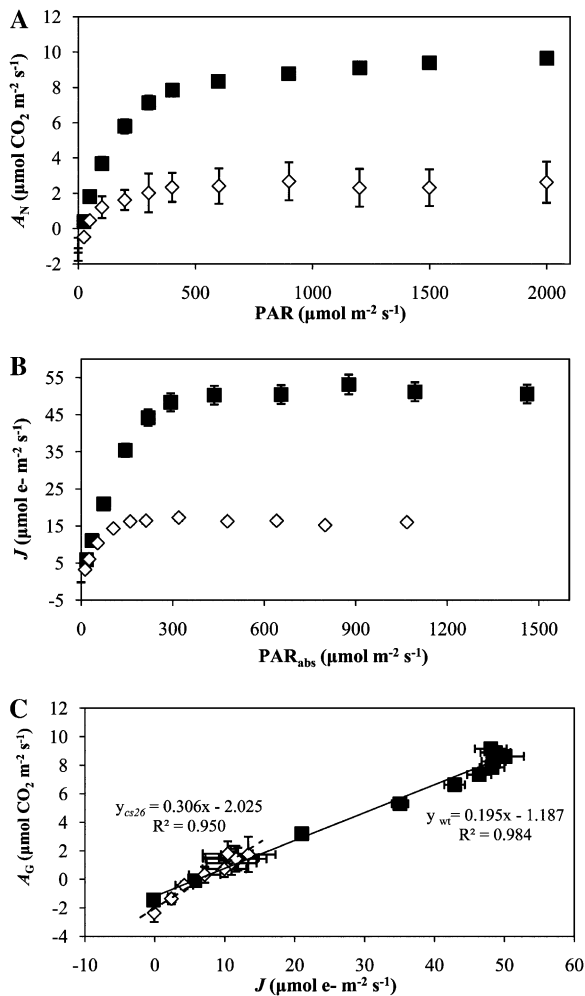 A
12
10
8
6
4
2
0
-2
A_N (µmol CO₂ m⁻² s⁻¹)
0 500 1000 1500 2000
PAR (µmol m⁻² s⁻¹)
B
55
45
35
25
15
5
-5
J (µmol e- m⁻² s⁻¹)
0 300 600 900 1200 1500
PAR_abs (µmol m⁻² s⁻¹)
C
12
10
8
6
4
2
0
-2
-4
A_G (µmol CO₂ m⁻² s⁻¹)
y_cs26 = 0.306x - 2.025
R² = 0.950
y_wt = 0.195x - 1.187
R² = 0.984
-10 0 10 20 30 40 50 60
J (µmol e- m⁻² s⁻¹)